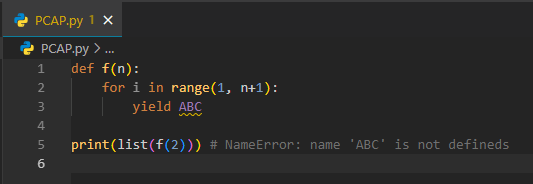 PCAP.py 1 ×
PCAP.py > ...
1 def f(n):
2     for i in range(1, n+1):
3         yield ABC
4
5 print(list(f(2))) # NameError: name 'ABC' is not defineds
6